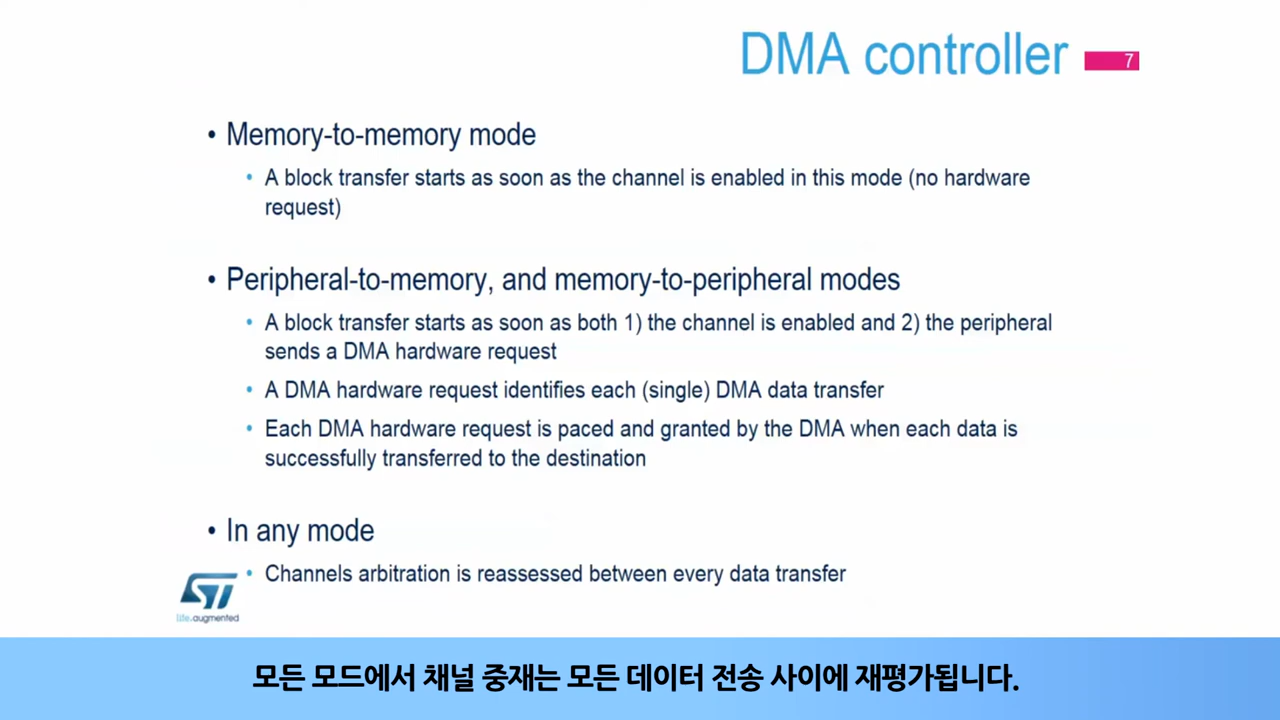 DMA controller
7
• Memory-to-memory mode
• A block transfer starts as soon as the channel is enabled in this mode (no hardware
request)
• Peripheral-to-memory, and memory-to-peripheral modes
• A block transfer starts as soon as both 1) the channel is enabled and 2) the peripheral
sends a DMA hardware request
• A DMA hardware request identifies each (single) DMA data transfer
• Each DMA hardware request is paced and granted by the DMA when each data is
successfully transferred to the destination
• In any mode
• Channels arbitration is reassessed between every data transfer
ST
life.augmented
모든 모드에서 채널 중재는 모든 데이터 전송 사이에 재평가됩니다.